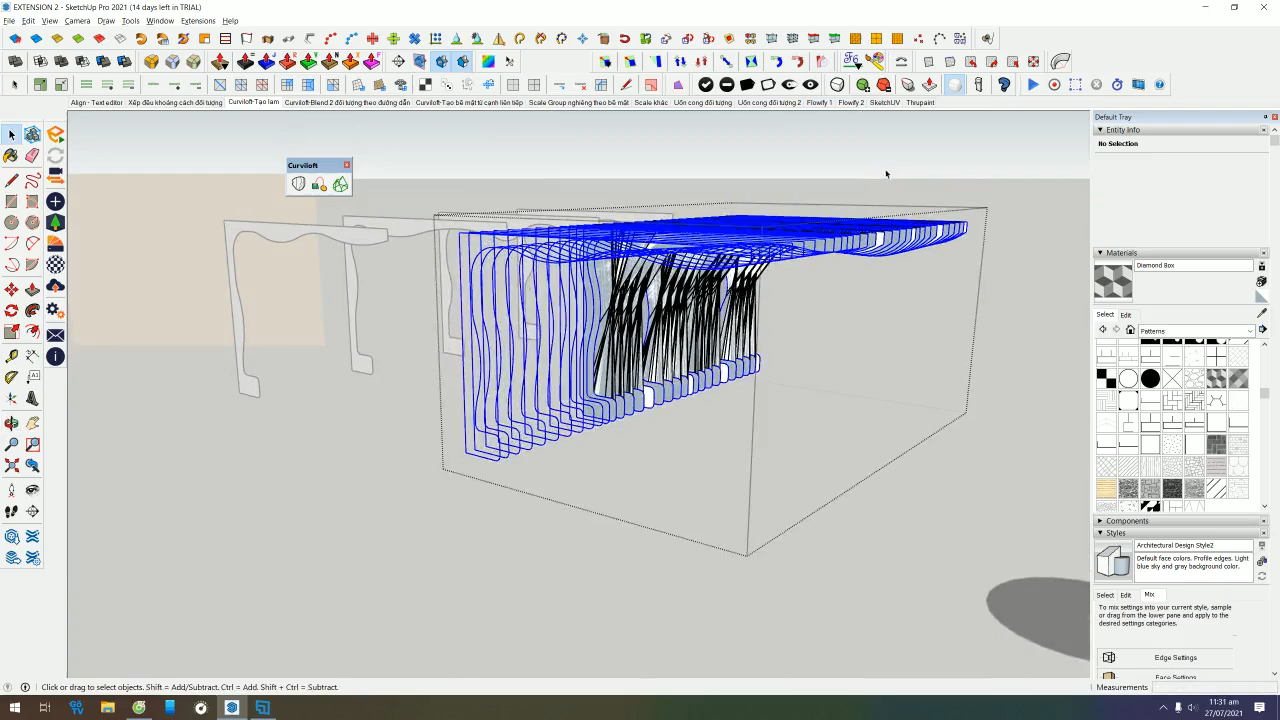 EXTENSION 2 - SketchUp Pro 2021 (14 days left in TRIAL)
File Edit View Camera Draw Tools Window Extensions Help
Align - Text editor Xếp đều khoảng cách đối tượng Curviloft-Tạo lam Curviloft-Blend 2 đối tượng theo đường dẫn Curviloft-Tạo bề mặt từ cạnh liên tiếp Scale Group nghiêng theo bề mặt Scale khác Uốn cong đối tượng Uốn cong đối tượng 2 Flowify 1 Flowify 2 SketchUV Thrupaint
Curviloft
Default Tray
Entity Info
No Selection
Materials
Diamond Box
Select Edit
Patterns
Components
Styles
Architectural Design Style2
Default face colors. Profile edges. Light
blue sky and gray background color.
Select Edit Mix
To mix settings into your current style, sample
or drag from the lower pane and apply to the
desired settings categories.
Edge Settings
Face Settings
Click or drag to select objects. Shift = Add/Subtract. Ctrl = Add. Shift + Ctrl = Subtract.
Measurements
11:31 am
27/07/2021